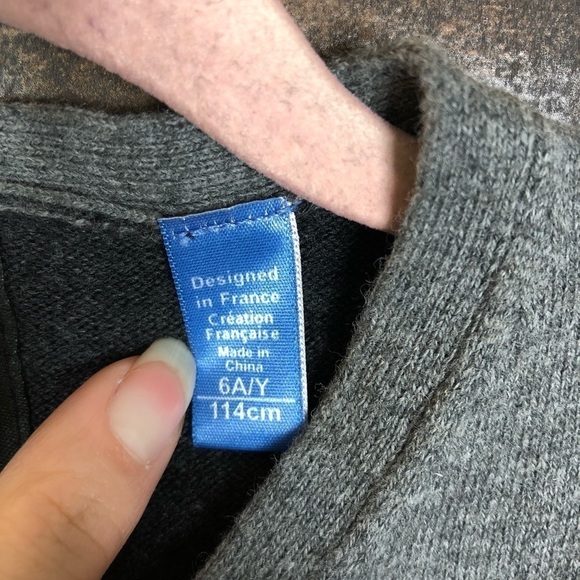 Designed
in France
Création
Française
Made in
China
6A/Y
114cm